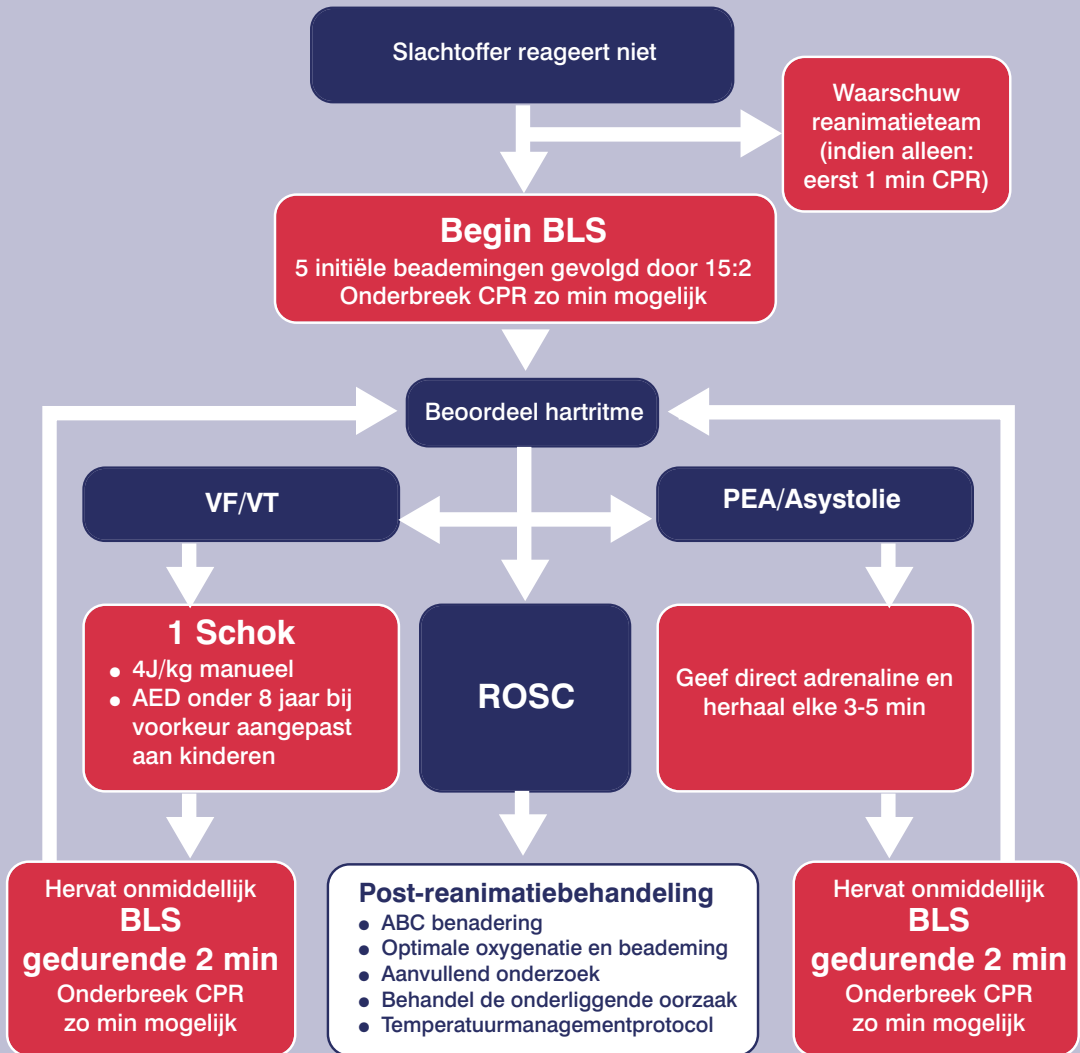 Slachtoffer reageert niet
Waarschuw
reanimatieteam
(indien alleen:
eerst 1 min CPR)
Begin BLS
5 initiële beademingen gevolgd door 15:2
Onderbreek CPR zo min mogelijk
Beoordeel hartritme
VF/VT
PEA/Asystolie
1 Schok
● 4J/kg manueel
● AED onder 8 jaar bij
voorkeur aangepast
aan kinderen
ROSC
Geef direct adrenaline en
herhaal elke 3-5 min
Hervat onmiddellijk
BLS
gedurende 2 min
Onderbreek CPR
zo min mogelijk
Post-reanimatiebehandeling
● ABC benadering
● Optimale oxygenatie en beademing
● Aanvullend onderzoek
● Behandel de onderliggende oorzaak
● Temperatuurmanagementprotocol
Hervat onmiddellijk
BLS
gedurende 2 min
Onderbreek CPR
zo min mogelijk